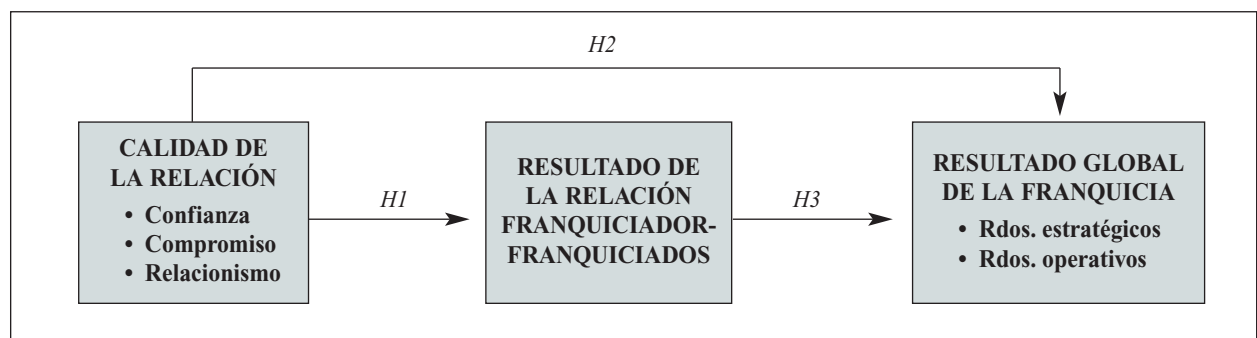 H2
CALIDAD DE
LA RELACIÓN
• Confianza
• Compromiso
• Relacionismo
H1
RESULTADO DE
LA RELACIÓN
FRANQUICIADOR-
FRANQUICIADOS
H3
RESULTADO GLOBAL
DE LA FRANQUICIA
• Rdos. estratégicos
• Rdos. operativos